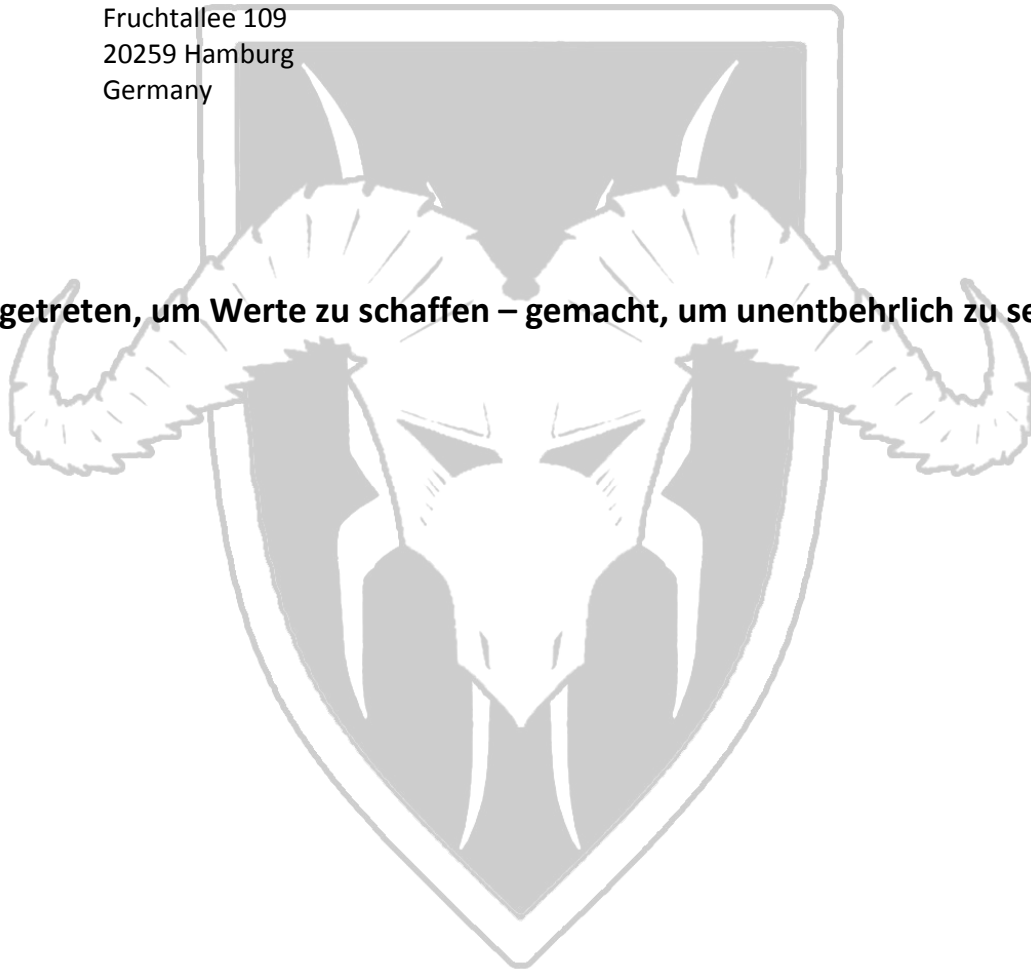 Fruchtallee 109
20259 Hamburg
Germany
getreten, um Werte zu schaffen – gemacht, um unentbehrlich zu se